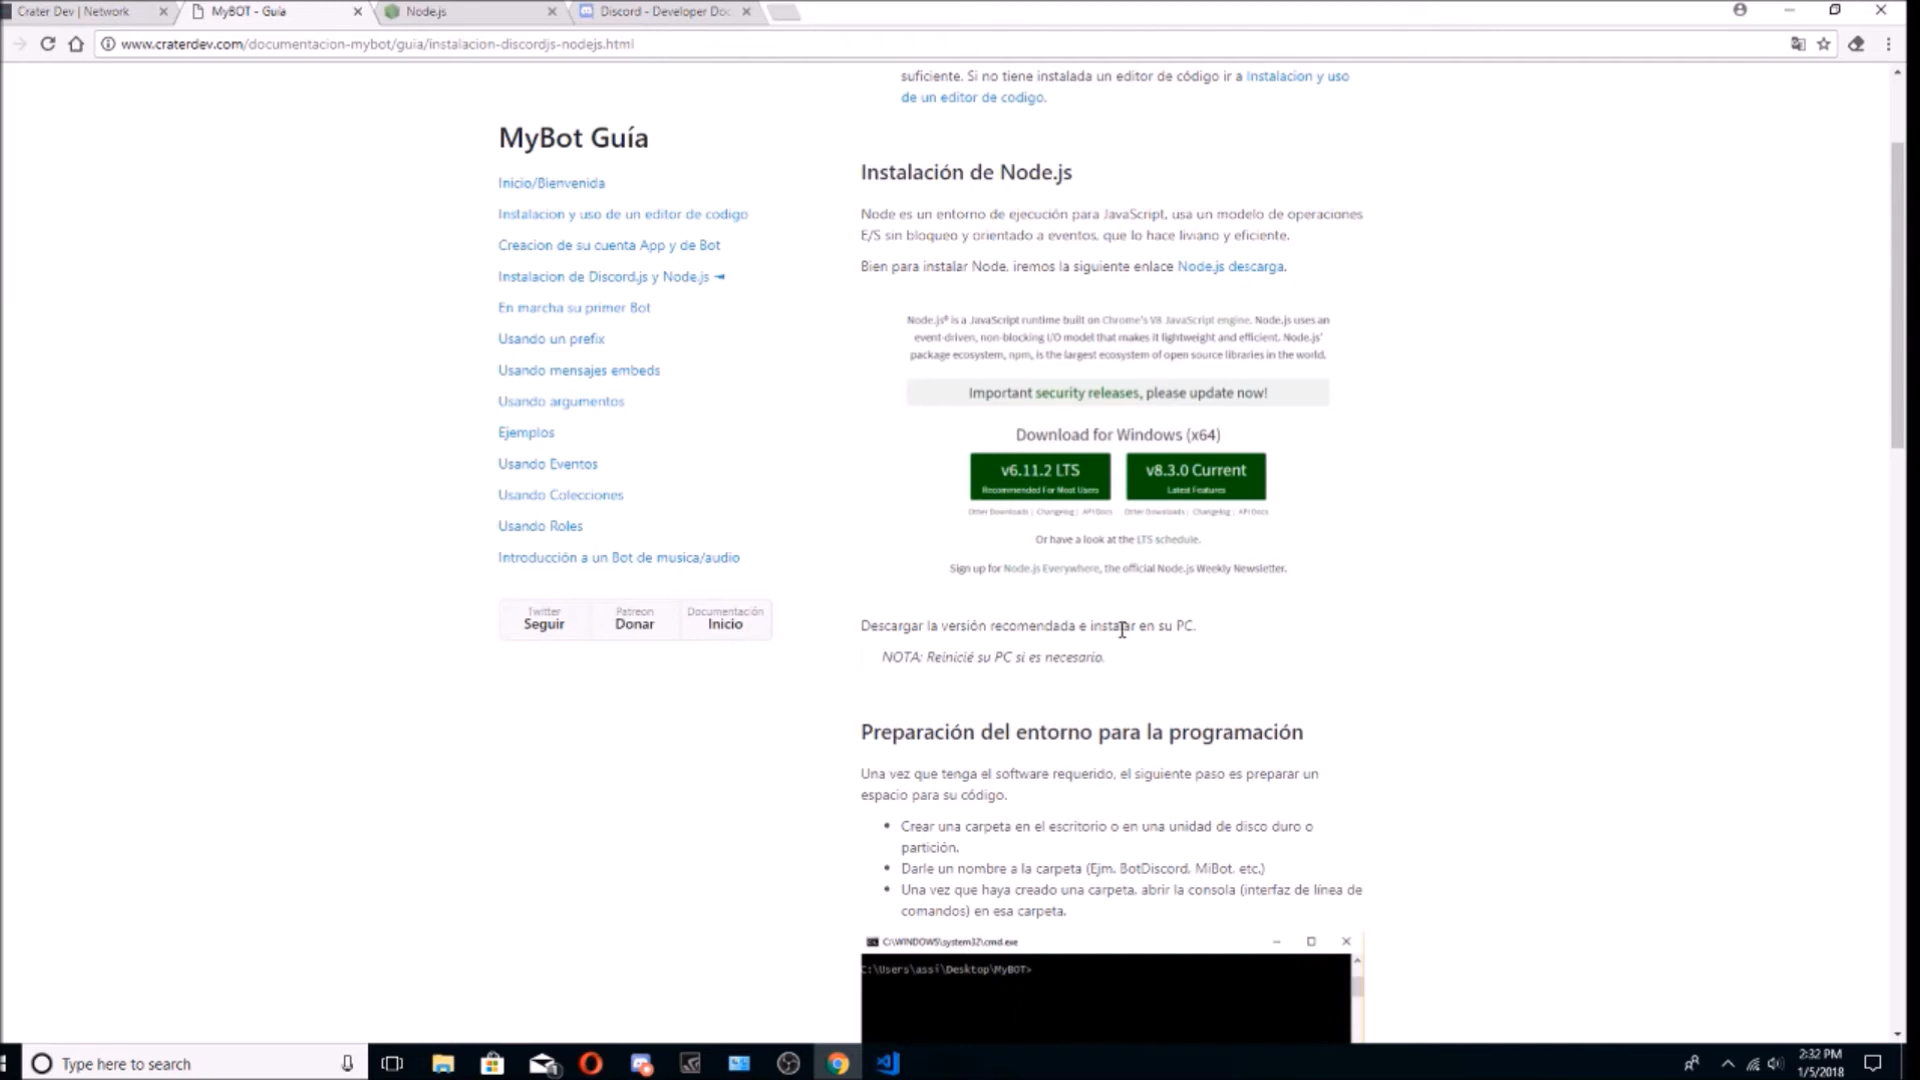 Crater Dev | Network
MyBOT - Guía
Node.js
Discord - Developer Doc
www.craterdev.com/documentacion-mybot/guia/instalacion-discordjs-nodejs.html
suficiente. Si no tiene instalada un editor de código ir a Instalacion y uso
de un editor de codigo.
MyBot Guía
Inicio/Bienvenida
Instalacion y uso de un editor de codigo
Creacion de su cuenta App y de Bot
Instalacion de Discord.js y Node.js
En marcha su primer Bot
Usando un prefix
Usando mensajes embeds
Usando argumentos
Ejemplos
Usando Eventos
Usando Colecciones
Usando Roles
Introducción a un Bot de musica/audio
Twitter
Seguir
Patreon
Donar
Documentación
Inicio
Instalación de Node.js
Node es un entorno de ejecución para JavaScript, usa un modelo de operaciones
E/S sin bloqueo y orientado a eventos, que lo hace liviano y eficiente.
Bien para instalar Node, iremos la siguiente enlace Node.js descarga.
Node.js® is a JavaScript runtime built on Chrome's V8 JavaScript engine. Node.js uses an
event-driven, non-blocking I/O model that makes it lightweight and efficient. Node.js'
package ecosystem, npm, is the largest ecosystem of open source libraries in the world.
Important security releases, please update now!
Download for Windows (x64)
v6.11.2 LTS
Recommended For Most Users
v8.3.0 Current
Latest Features
Other Downloads | Changelog | API Docs
Other Downloads | Changelog | API Docs
Or have a look at the LTS schedule.
Sign up for Node.js Everywhere, the official Node.js Weekly Newsletter.
Descargar la versión recomendada e instalar en su PC.
NOTA: Reinicié su PC si es necesario.
Preparación del entorno para la programación
Una vez que tenga el software requerido, el siguiente paso es preparar un
espacio para su código.
Crear una carpeta en el escritorio o en una unidad de disco duro o
partición.
Darle un nombre a la carpeta (Ejm. BotDiscord, MiBot, etc.)
Una vez que haya creado una carpeta, abrir la consola (interfaz de línea de
comandos) en esa carpeta.
C:\WINDOWS\system32\cmd.exe
C:\Users\assi\Desktop\MyBOT>
Type here to search
2:32 PM
1/5/2018